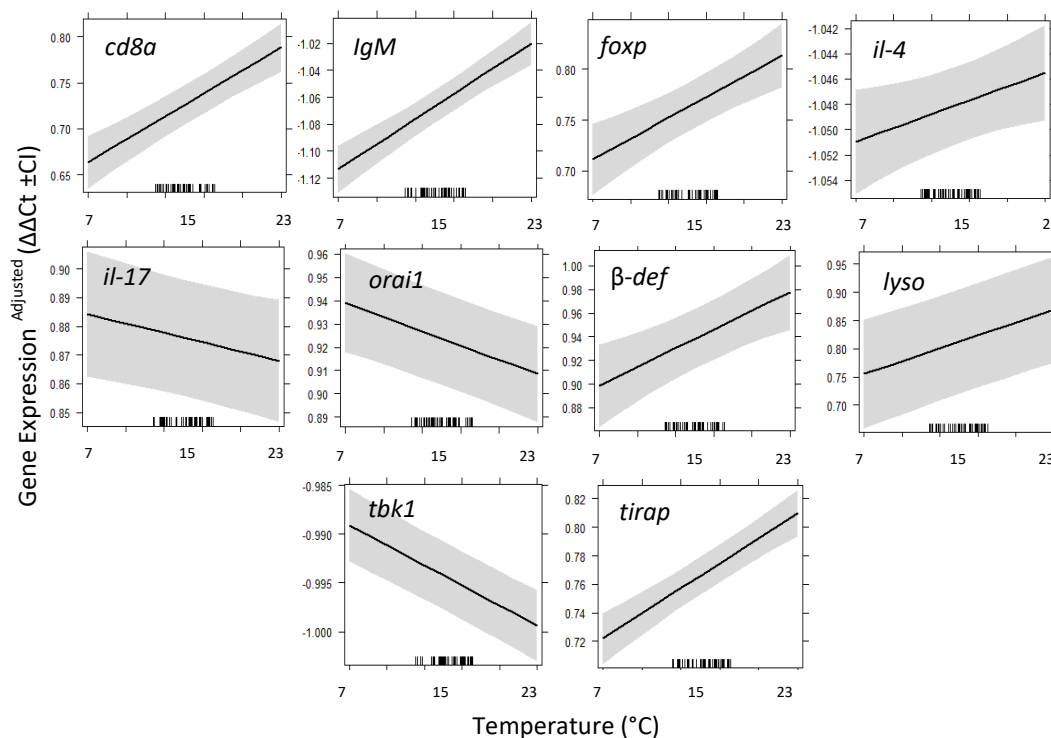 Gene Expression Adjusted (ΔΔCt ±CI)
cd8a
0.80
0.75
0.70
0.65
7 15 23
IgM
-1.02
-1.04
-1.06
-1.08
-1.10
-1.12
7 15 23
foxp
0.80
0.75
0.70
7 15 23
il-4
-1.042
-1.044
-1.046
-1.048
-1.050
-1.052
-1.054
7 15 23
il-17
0.90
0.89
0.88
0.87
0.86
0.85
7 15 23
orai1
0.96
0.95
0.94
0.93
0.92
0.91
0.90
0.89
7 15 23
β-def
1.00
0.98
0.96
0.94
0.92
0.90
0.88
7 15 23
lyso
0.95
0.90
0.85
0.80
0.75
0.70
7 15 23
tbk1
-0.985
-0.990
-0.995
-1.000
7 15 23
tirap
0.82
0.80
0.78
0.76
0.74
0.72
7 15 23
Temperature (°C)